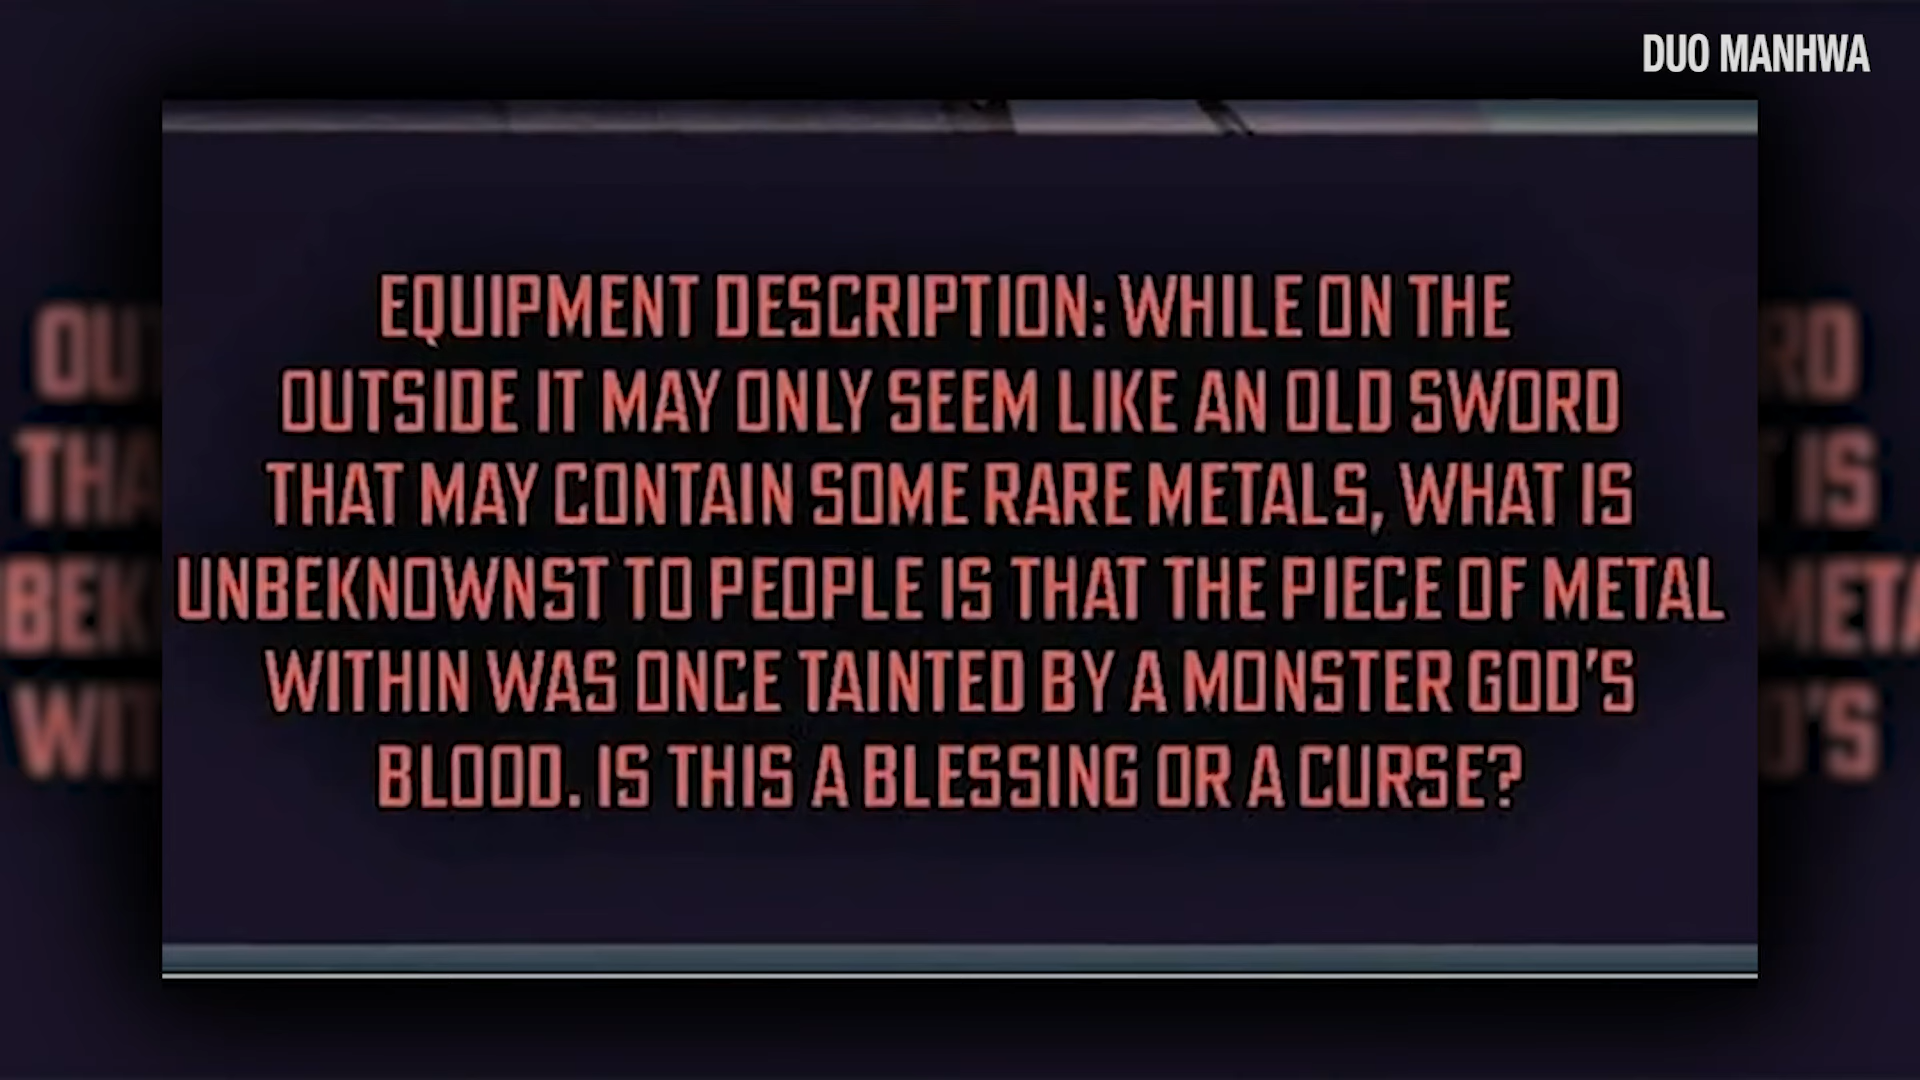 DUO MANHWA
EQUIPMENT DESCRIPTION: WHILE ON THE
OUTSIDE IT MAY ONLY SEEM LIKE AN OLD SWORD
THAT MAY CONTAIN SOME RARE METALS, WHAT IS
UNBEKNOWNST TO PEOPLE IS THAT THE PIECE OF METAL
WITHIN WAS ONCE TAINTED BY A MONSTER GOD'S
BLOOD. IS THIS A BLESSING OR A CURSE?